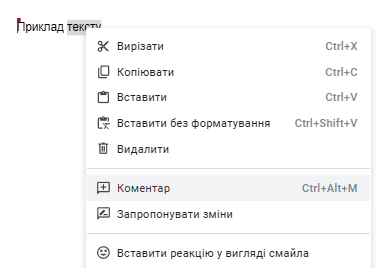 Приклад тексту
Вирізати Ctrl+X
Копіювати Ctrl+C
Вставити Ctrl+V
Вставити без форматування Ctrl+Shift+V
Видалити
Коментар Ctrl+Alt+M
Запропонувати зміни
Вставити реакцію у вигляді смайла